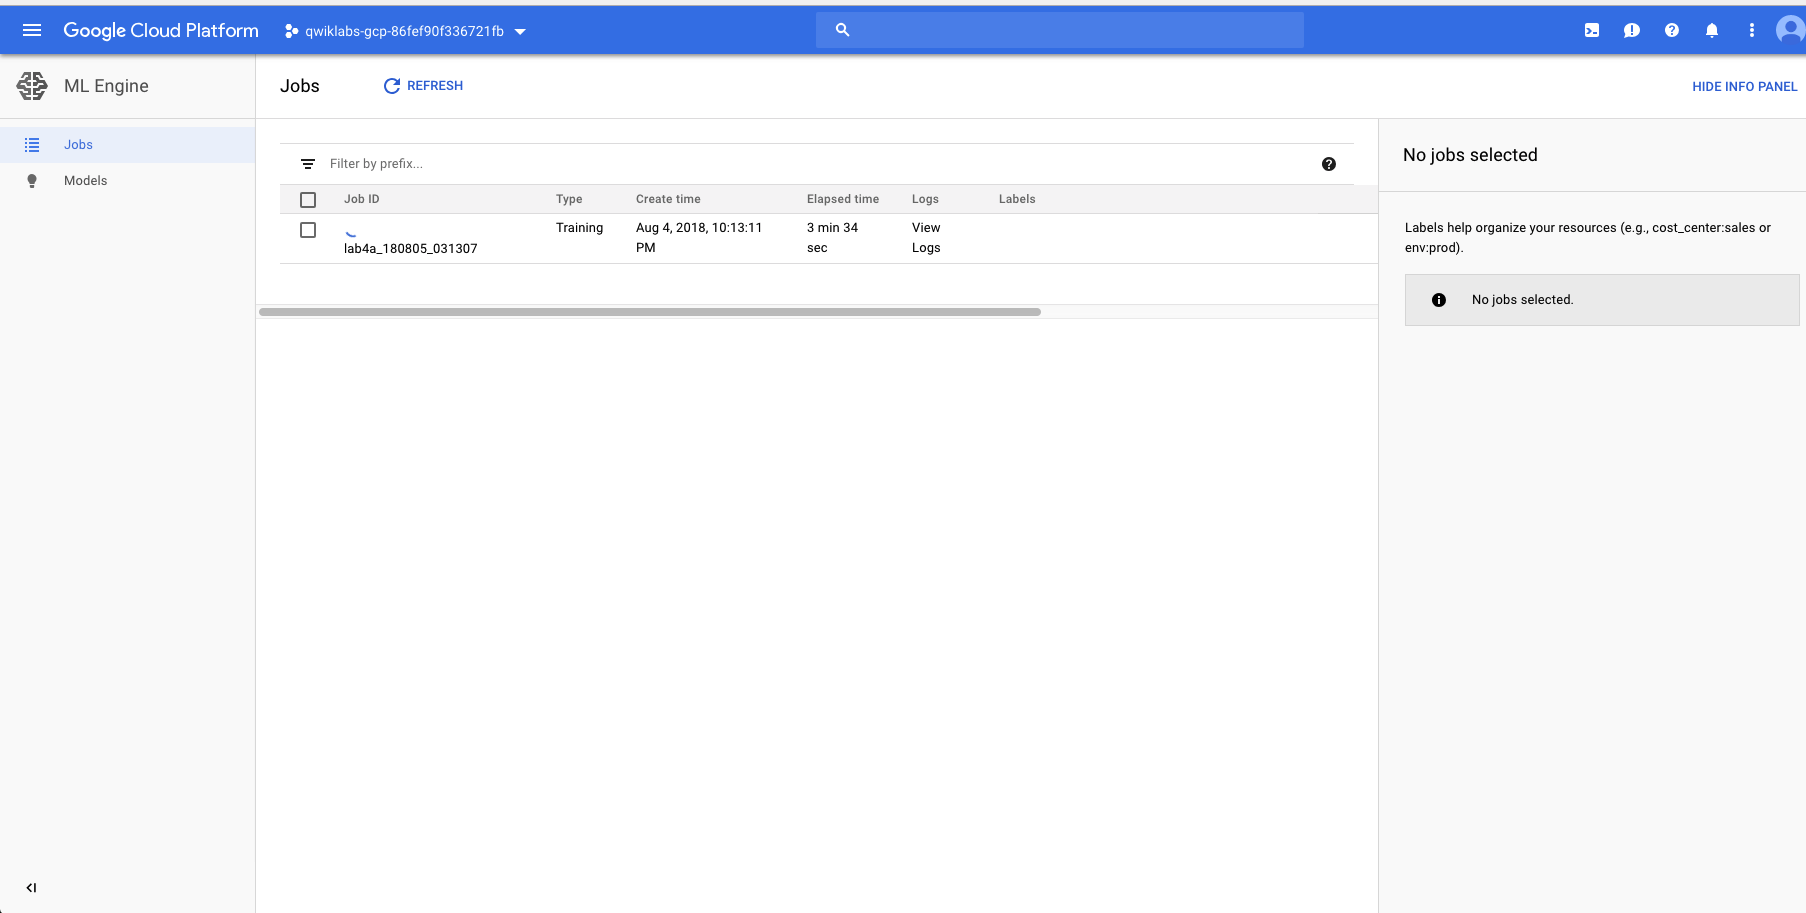 Google Cloud Platform
qwiklabs-gcp-86fef90f336721fb
ML Engine
Jobs
REFRESH
HIDE INFO PANEL
Jobs
Models
Filter by prefix...
Job ID
Type
Create time
Elapsed time
Logs
Labels
lab4a_180805_031307
Training
Aug 4, 2018, 10:13:11
PM
3 min 34
sec
View
Logs
No jobs selected
Labels help organize your resources (e.g., cost_center:sales or
env:prod).
No jobs selected.